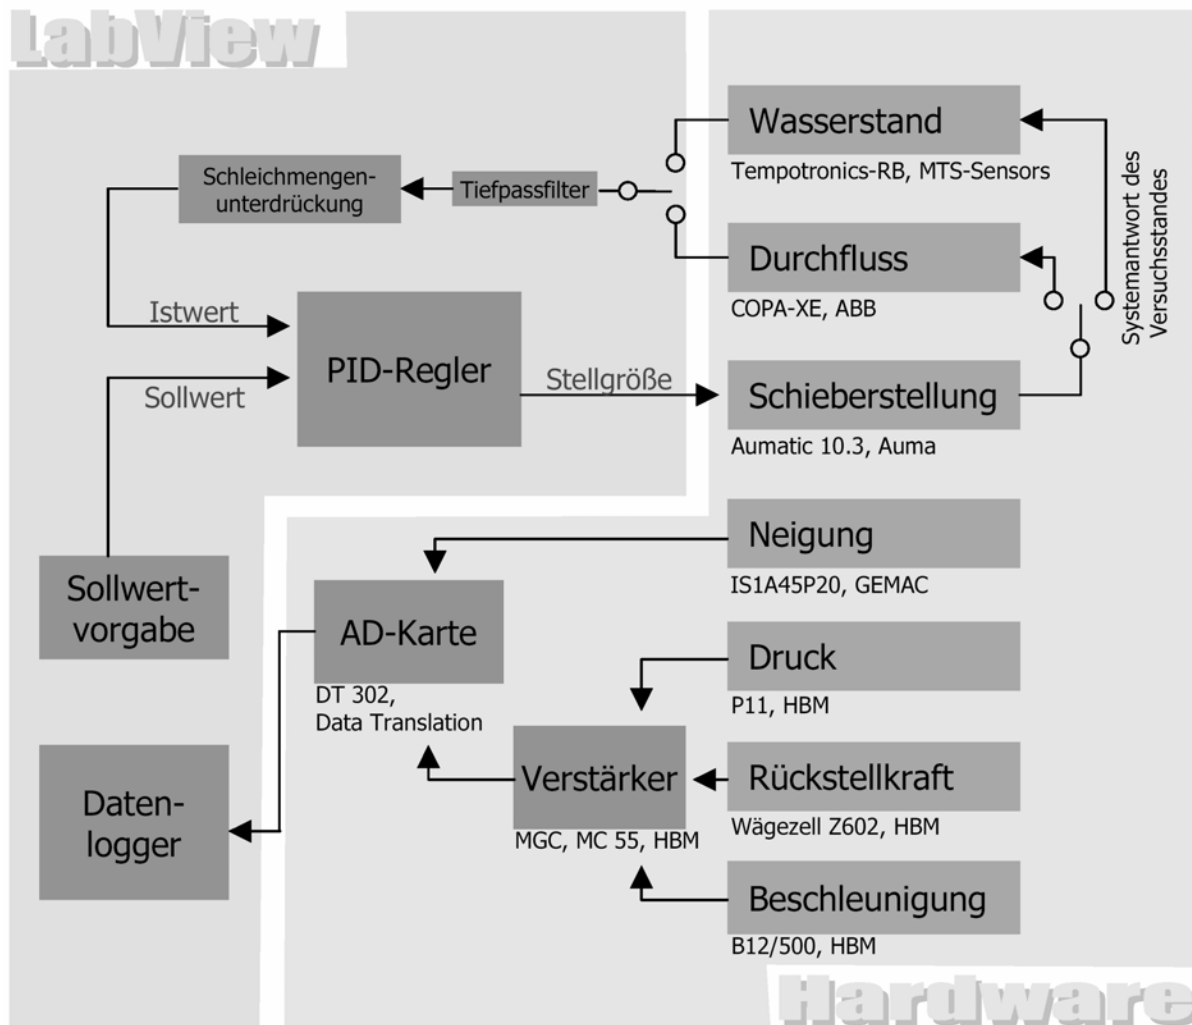 LabView
Wasserstand
Tempotronics-RB, MTS-Sensors
Schleichmengen-
unterdrückung
Tiefpassfilter
Systemantwort des
Versuchsstandes
Durchfluss
COPA-XE, ABB
Istwert
PID-Regler
Sollwert
Stellgröße
Schieberstellung
Aumatic 10.3, Auma
Neigung
IS1A45P20, GEMAC
Sollwert-
vorgabe
AD-Karte
DT 302,
Data Translation
Druck
P11, HBM
Verstärker
MGC, MC 55, HBM
Rückstellkraft
Wägezell Z602, HBM
Daten-
logger
Beschleunigung
B12/500, HBM
Hardware